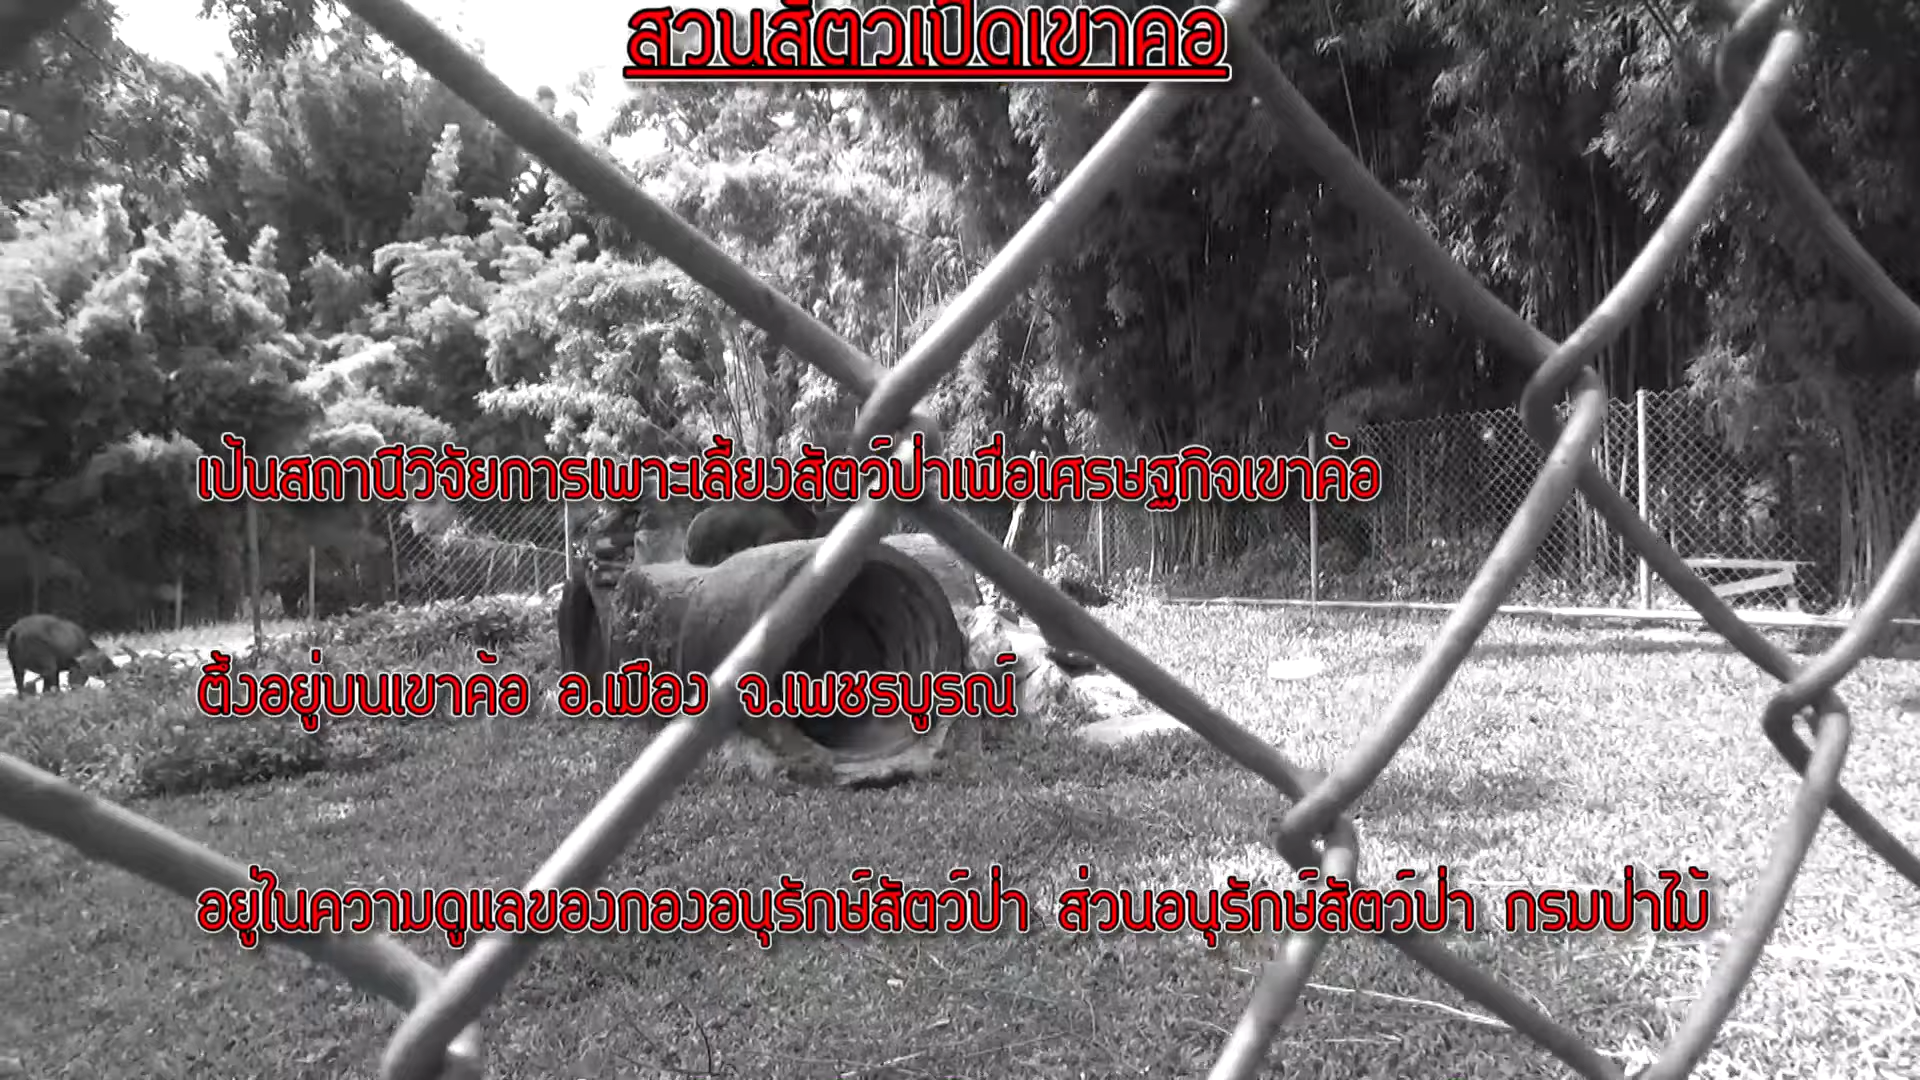 สวนสัตว์เปิดเขาค้อ
เป้นสถานีวิจัยการเพาะเลี้ยงสัตว์ป่าเพื่อเศรษฐกิจเขาค้อ
ตั้งอยู่บนเขาค้อ อ.เมือง จ.เพชรบูรณ์
อยู่ในความดูแลของกองอนุรักษ์สัตว์ป่า ส่วนอนุรักษ์สัตว์ป่า กรมป่าไม้